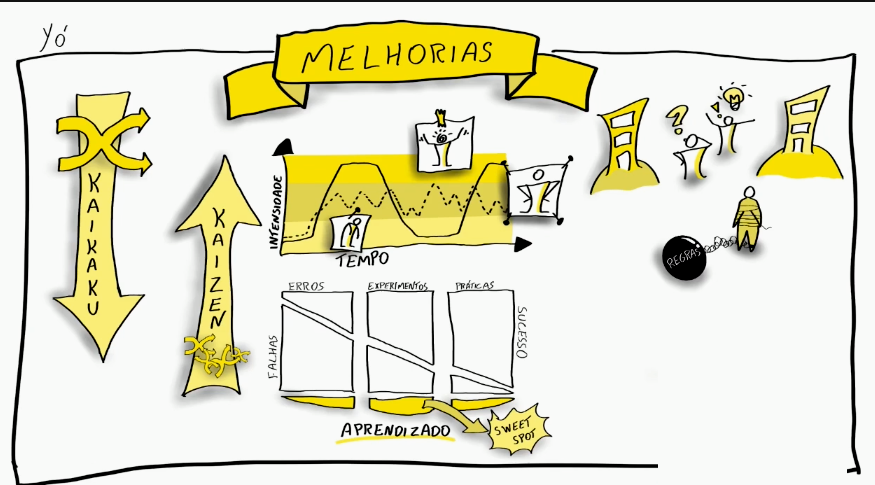 YÓ
MELHORIAS
KAIKAKU
KAIZEN
INTENSIDADE
TEMPO
?
!
REGRAS
ERROS
EXPERIMENTOS
PRÁTICAS
FALHAS
SUCESSO
APRENDIZADO
SWEET
SPOT